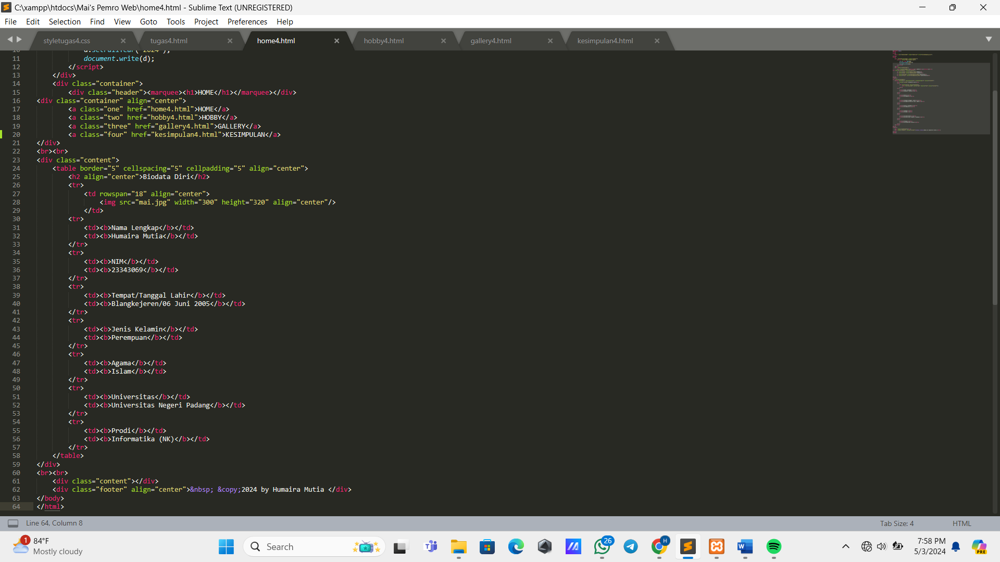 C:\xampp\htdocs\Mai's Pemro Web\home4.html - Sublime Text (UNREGISTERED)
File Edit Selection Find View Goto Tools Project Preferences Help
styletugas4.css tugas4.html home4.html hobby4.html gallery4.html kesimpulan4.html
11 document.write(d);
12 </script>
13 </div>
14 <div class="container">
15 <div class="header"><marquee><h1>HOME</h1></marquee></div>
16 <div class="container" align="center">
17 <a class="one" href="home4.html">HOME</a>
18 <a class="two" href="hobby4.html">HOBBY</a>
19 <a class="three" href="gallery4.html">GALLERY</a>
20 <a class="four" href="kesimpulan4.html">KESIMPULAN</a>
21 </div>
22 <br><br>
23 <div class="content">
24 <table border="5" cellspacing="5" cellpadding="5" align="center">
25 <h2 align="center">Biodata Diri</h2>
26 <tr>
27 <td rowspan="18" align="center">
28 <img src="mai.jpg" width="300" height="320" align="center"/>
29 </td>
30 <tr>
31 <td><b>Nama Lengkap</b></td>
32 <td><b>Humaira Mutia</b></td>
33 </tr>
34 <tr>
35 <td><b>NIM</b></td>
36 <td><b>23343069</b></td>
37 </tr>
38 <tr>
39 <td><b>Tempat/Tanggal Lahir</b></td>
40 <td><b>Blangkejeren/06 Juni 2005</b></td>
41 </tr>
42 <tr>
43 <td><b>Jenis Kelamin</b></td>
44 <td><b>Perempuan</b></td>
45 </tr>
46 <tr>
47 <td><b>Agama</b></td>
48 <td><b>Islam</b></td>
49 </tr>
50 <tr>
51 <td><b>Universitas</b></td>
52 <td><b>Universitas Negeri Padang</b></td>
53 </tr>
54 <tr>
55 <td><b>Prodi</b></td>
56 <td><b>Informatika (NK)</b></td>
57 </tr>
58 </table>
59 </div>
60 <br><br>
61 <div class="content"></div>
62 <div class="footer" align="center">&nbsp; &copy;2024 by Humaira Mutia </div>
63 </body>
64 </html>
Line 64, Column 8 Tab Size: 4 HTML
1 84°F
Mostly cloudy
Search
26
H
7:58 PM
5/3/2024
PRE